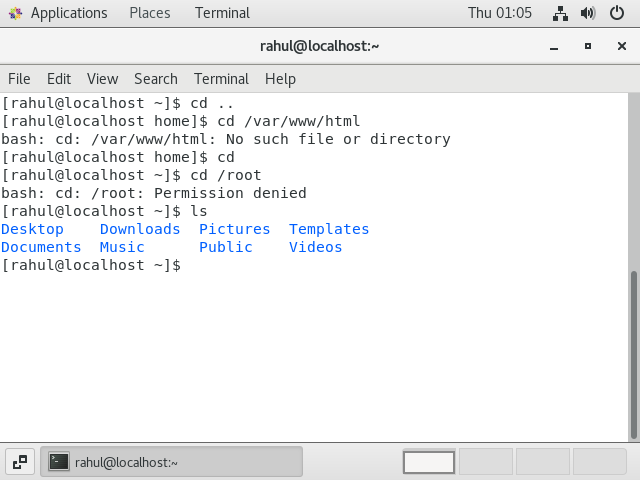 Applications Places Terminal Thu 01:05
rahul@localhost:~
File Edit View Search Terminal Help
[rahul@localhost ~]$ cd ..
[rahul@localhost home]$ cd /var/www/html
bash: cd: /var/www/html: No such file or directory
[rahul@localhost home]$ cd
[rahul@localhost ~]$ cd /root
bash: cd: /root: Permission denied
[rahul@localhost ~]$ ls
Desktop Downloads Pictures Templates
Documents Music Public Videos
[rahul@localhost ~]$
rahul@localhost:~